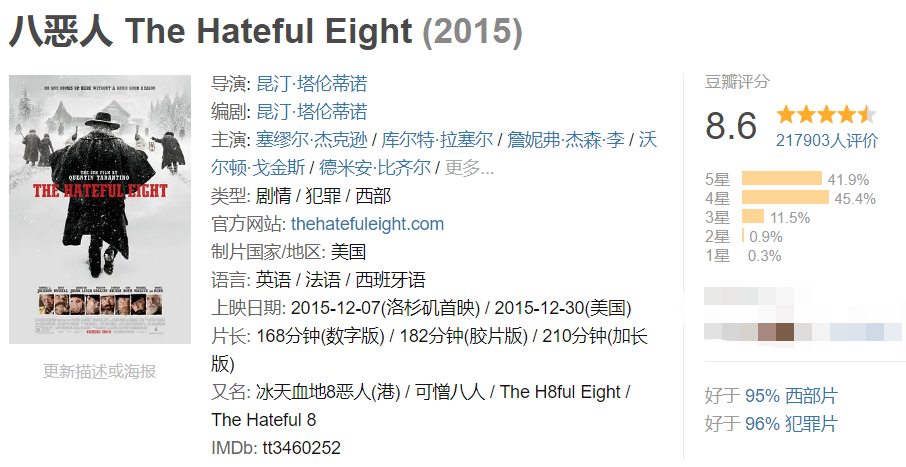 八恶人 The Hateful Eight (2015)
NO ONE COMES UP HERE WITHOUT A DAMN GOOD REASON
THE 8TH FILM BY
QUENTIN TARANTINO
THE HATEFUL EIGHT
COMING SOON
更新描述或海报
导演: 昆汀·塔伦蒂诺
编剧: 昆汀·塔伦蒂诺
主演: 塞缪尔·杰克逊 / 库尔特·拉塞尔 / 詹妮弗·杰森·李 / 沃
尔顿·戈金斯 / 德米安·比齐尔 / 更多...
类型: 剧情 / 犯罪 / 西部
官方网站: thehatefuleight.com
制片国家/地区: 美国
语言: 英语 / 法语 / 西班牙语
上映日期: 2015-12-07(洛杉矶首映) / 2015-12-30(美国)
片长: 168分钟(数字版) / 182分钟(胶片版) / 210分钟(加长
版)
又名: 冰天血地8恶人(港) / 可憎八人 / The H8ful Eight /
The Hateful 8
IMDb: tt3460252
豆瓣评分
8.6
217903人评价
5星 41.9%
4星 45.4%
3星 11.5%
2星 0.9%
1星 0.3%
好于 95% 西部片
好于 96% 犯罪片